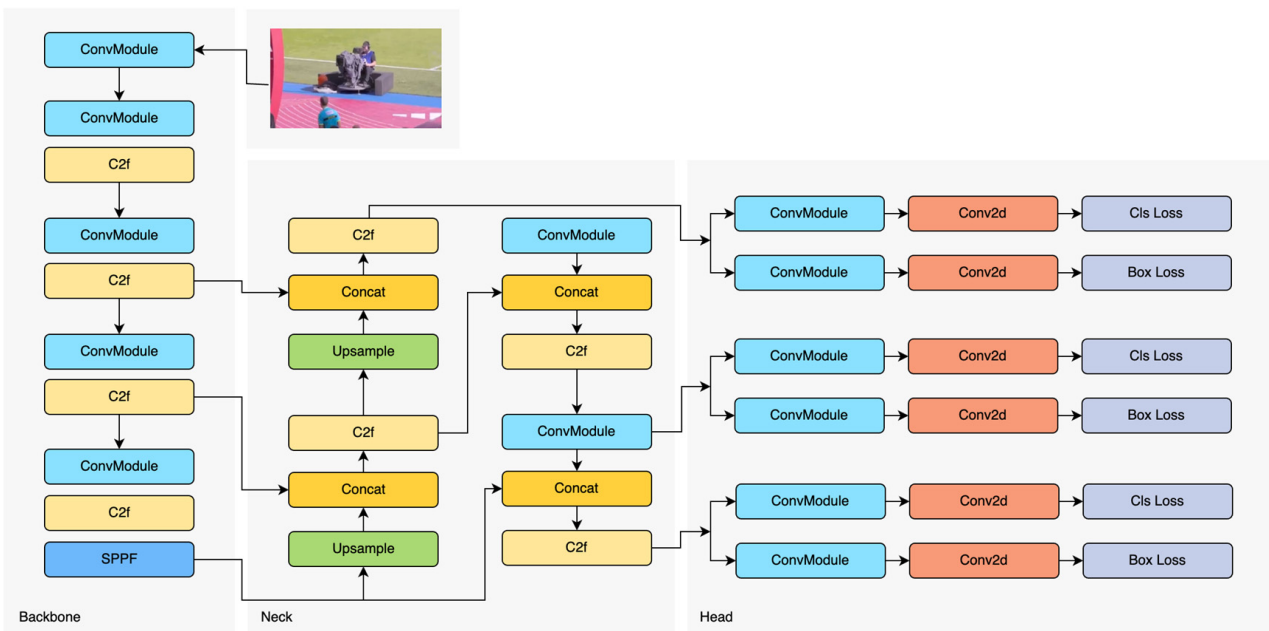 ConvModule
ConvModule
C2f
ConvModule
C2f
ConvModule
C2f
ConvModule
C2f
SPPF
Backbone
C2f
Concat
Upsample
C2f
Concat
Upsample
ConvModule
Concat
C2f
ConvModule
Concat
C2f
Neck
ConvModule
Conv2d
Cls Loss
ConvModule
Conv2d
Box Loss
ConvModule
Conv2d
Cls Loss
ConvModule
Conv2d
Box Loss
ConvModule
Conv2d
Cls Loss
ConvModule
Conv2d
Box Loss
Head